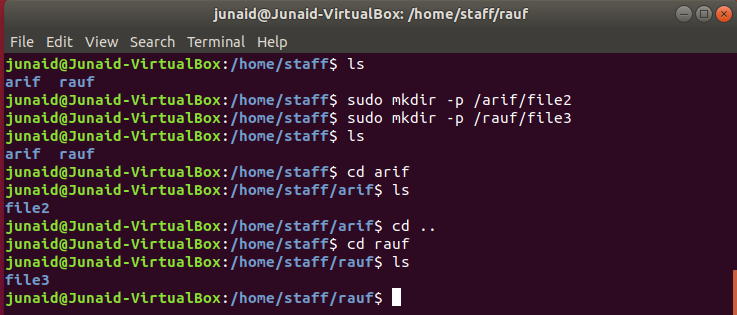 junaid@Junaid-VirtualBox: /home/staff/rauf
File Edit View Search Terminal Help
junaid@Junaid-VirtualBox:/home/staff$ ls
arif rauf
junaid@Junaid-VirtualBox:/home/staff$ sudo mkdir -p /arif/file2
junaid@Junaid-VirtualBox:/home/staff$ sudo mkdir -p /rauf/file3
junaid@Junaid-VirtualBox:/home/staff$ ls
arif rauf
junaid@Junaid-VirtualBox:/home/staff$ cd arif
junaid@Junaid-VirtualBox:/home/staff/arif$ ls
file2
junaid@Junaid-VirtualBox:/home/staff/arif$ cd ..
junaid@Junaid-VirtualBox:/home/staff$ cd rauf
junaid@Junaid-VirtualBox:/home/staff/rauf$ ls
file3
junaid@Junaid-VirtualBox:/home/staff/rauf$